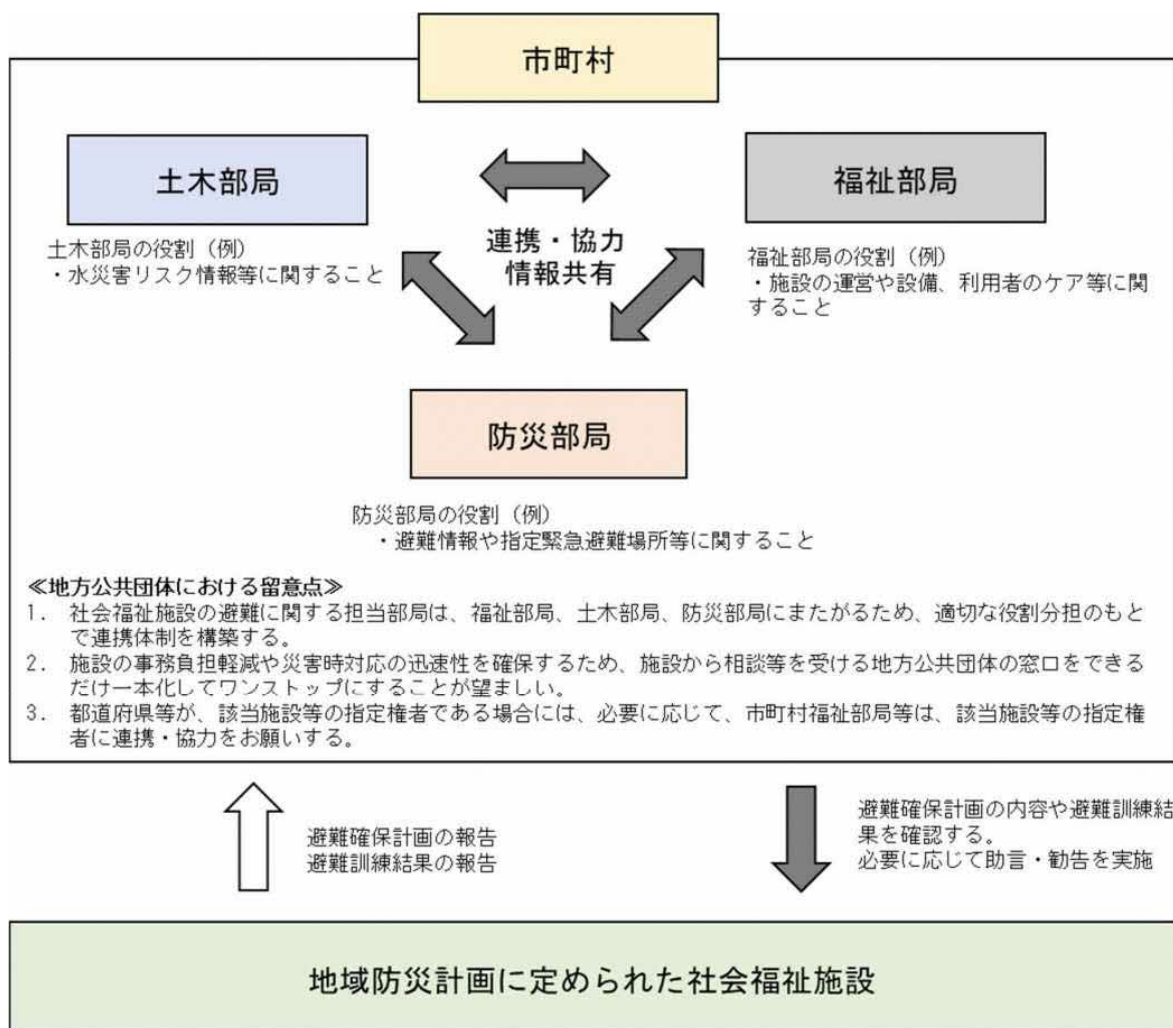 市町村
土木部局
福祉部局
連携・協力
情報共有
土木部局の役割（例）
・水災害リスク情報等に関すること
福祉部局の役割（例）
・施設の運営や設備、利用者のケア等に関
すること
防災部局
防災部局の役割（例）
・避難情報や指定緊急避難場所等に関すること
≪地方公共団体における留意点≫
1． 社会福祉施設の避難に関する担当部局は、福祉部局、土木部局、防災部局にまたがるため、適切な役割分担のもと
で連携体制を構築する。
2． 施設の事務負担軽減や災害時対応の迅速性を確保するため、施設から相談等を受ける地方公共団体の窓口をできる
だけ一本化してワンストップにすることが望ましい。
3． 都道府県等が、該当施設等の指定権者である場合には、必要に応じて、市町村福祉部局等は、該当施設等の指定権
者に連携・協力をお願いする。
避難確保計画の報告
避難訓練結果の報告
避難確保計画の内容や避難訓練結
果を確認する。
必要に応じて助言・勧告を実施
地域防災計画に定められた社会福祉施設